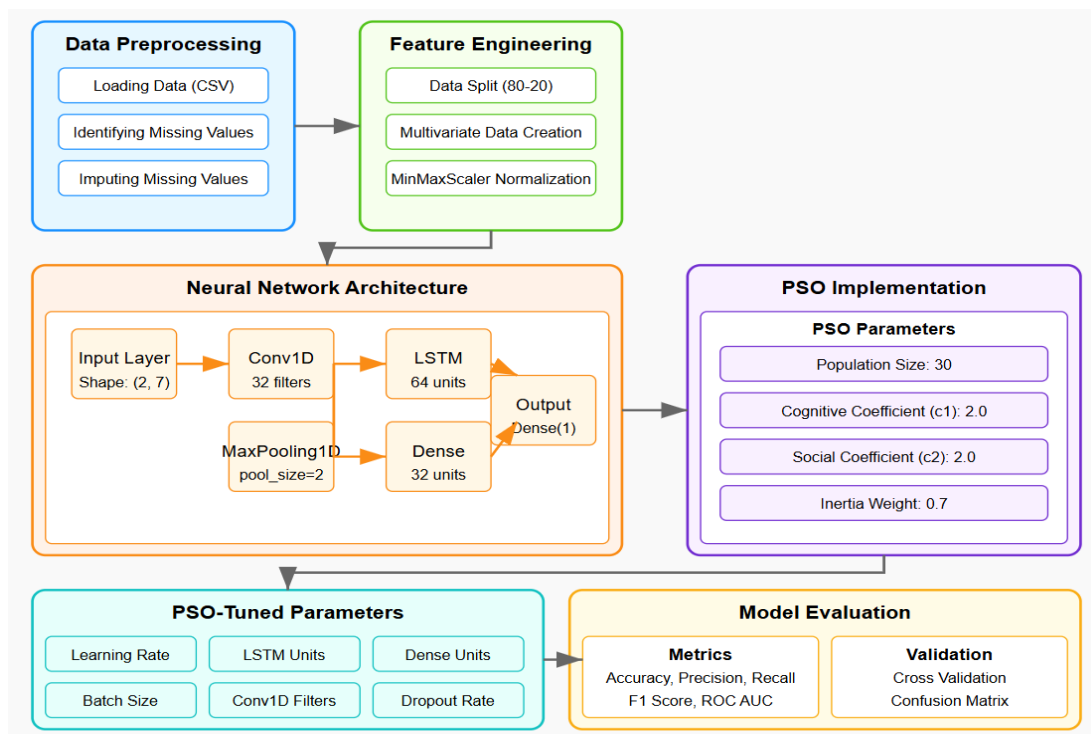 Data Preprocessing
Loading Data (CSV)
Identifying Missing Values
Imputing Missing Values
Feature Engineering
Data Split (80-20)
Multivariate Data Creation
MinMaxScaler Normalization
Neural Network Architecture
Input Layer
Shape: (2, 7)
Conv1D
32 filters
LSTM
64 units
MaxPooling1D
pool_size=2
Dense
32 units
Output
Dense(1)
PSO Implementation
PSO Parameters
Population Size: 30
Cognitive Coefficient (c1): 2.0
Social Coefficient (c2): 2.0
Inertia Weight: 0.7
PSO-Tuned Parameters
Learning Rate
LSTM Units
Dense Units
Batch Size
Conv1D Filters
Dropout Rate
Model Evaluation
Metrics
Accuracy, Precision, Recall
F1 Score, ROC AUC
Validation
Cross Validation
Confusion Matrix